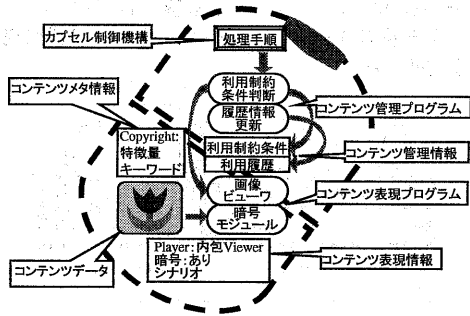 カプセル制御機構
処理手順
コンテンツメタ情報
利用制約
条件判断
履歴情報
更新
コンテンツ管理プログラム
Copyright:
特徴量
キーワード
利用制約条件
利用履歴
コンテンツ管理情報
画像
ビューワ
コンテンツ表現プログラム
暗号
モジュール
Player:内包Viewer
暗号:あり
シナリオ
コンテンツデータ
コンテンツ表現情報